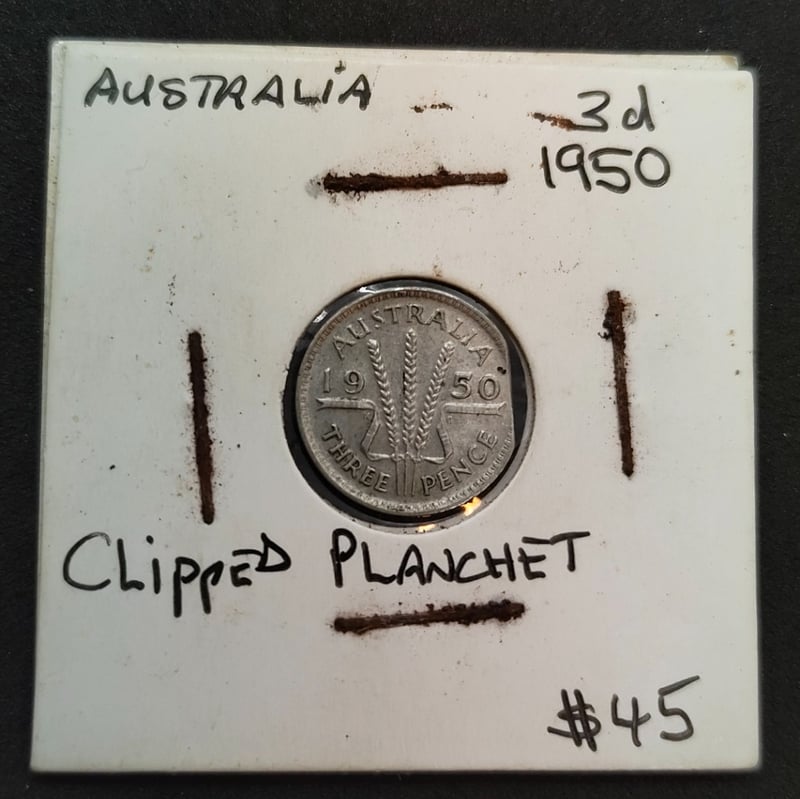 AUSTRALIA
3d
1950
AUSTRALIA
19 50
THREE PENCE
CLIPPED PLANCHET
$45